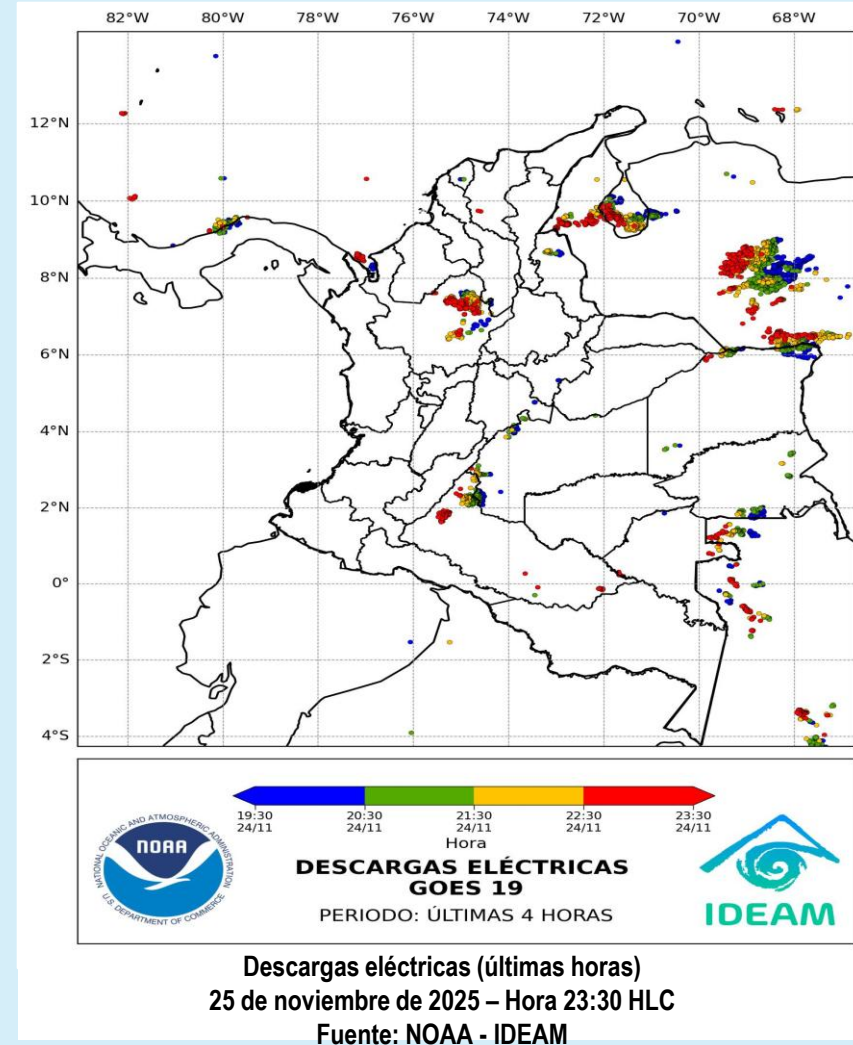 82°W 80°W 78°W 76°W 74°W 72°W 70°W 68°W
12°N
10°N
8°N
6°N
4°N
2°N
0°
2°S
4°S
19:30 20:30 21:30 22:30 23:30
24/11 24/11 24/11 24/11 24/11
Hora
NATIONAL OCEANIC AND ATMOSPHERIC ADMINISTRATION
NOAA
U.S. DEPARTMENT OF COMMERCE
DESCARGAS ELÉCTRICAS
GOES 19
PERIODO: ÚLTIMAS 4 HORAS
IDEAM
Descargas eléctricas (últimas horas)
25 de noviembre de 2025 – Hora 23:30 HLC
Fuente: NOAA - IDEAM